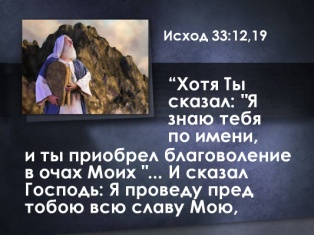 Исход 33:12,19
“Хотя Ты
сказал: "Я
знаю тебя
по имени,
и ты приобрел благоволение
в очах Моих "... И сказал
Господь: Я проведу пред
тобою всю славу Мою,